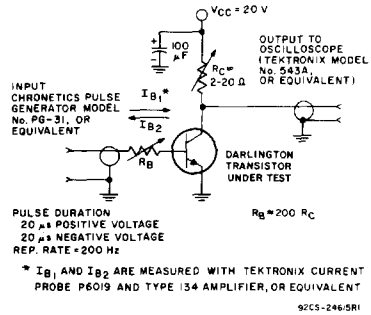 VCC = 20 V
+
100
µF
-
RC*
2-20 Ω
OUTPUT TO
OSCILLOSCOPE
(TEKTRONIX MODEL
No. 543A,
OR EQUIVALENT)
INPUT
CHRONETICS PULSE
GENERATOR MODEL
No. PG-31, OR
EQUIVALENT
IB1*
IB2
RB
DARLINGTON
TRANSISTOR
UNDER TEST
PULSE DURATION
20 µs POSITIVE VOLTAGE
20 µs NEGATIVE VOLTAGE
REP. RATE = 200 Hz
RB ≈ 200 RC
* IB1 AND IB2 ARE MEASURED WITH TEKTRONIX CURRENT
PROBE P6019 AND TYPE 134 AMPLIFIER, OR EQUIVALENT
92CS-24615R1